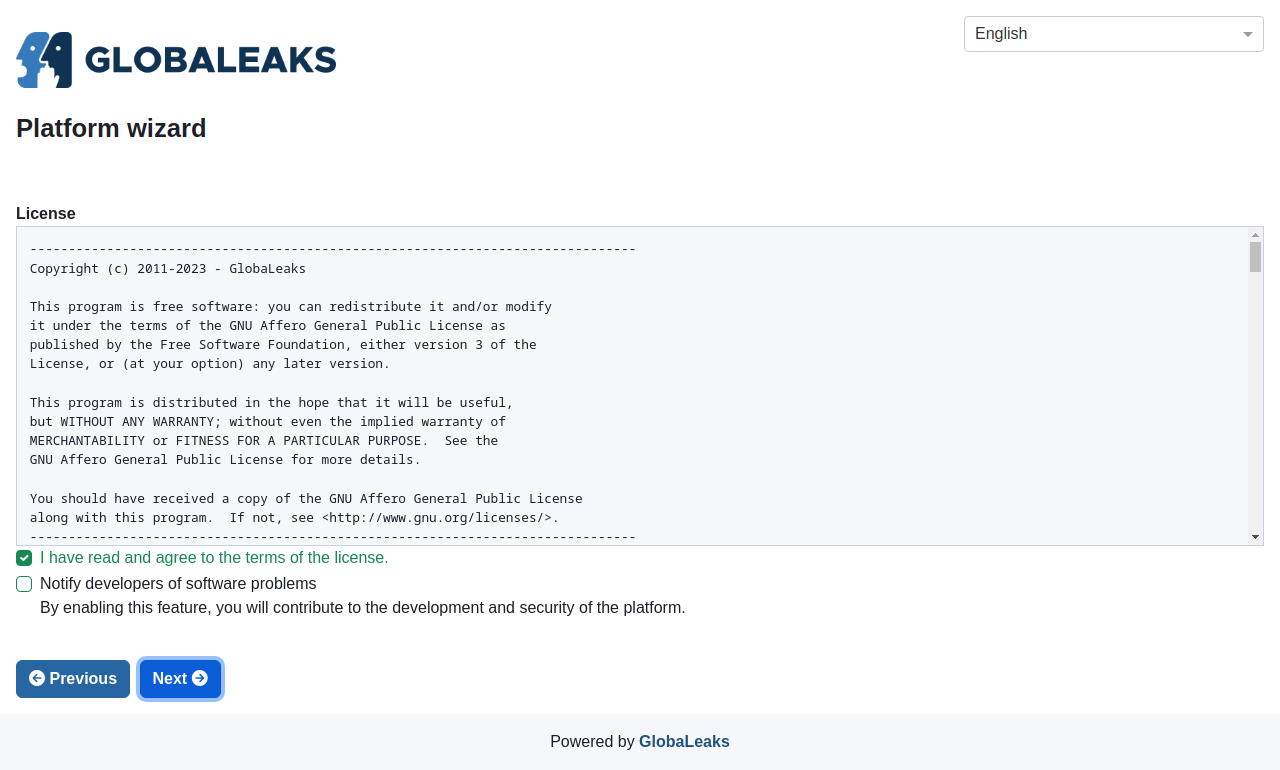 GLOBALEAKS
English
Platform wizard
License
-------------------------------------------------------------------------------
Copyright (c) 2011-2023 - GlobaLeaks
This program is free software: you can redistribute it and/or modify
it under the terms of the GNU Affero General Public License as
published by the Free Software Foundation, either version 3 of the
License, or (at your option) any later version.
This program is distributed in the hope that it will be useful,
but WITHOUT ANY WARRANTY; without even the implied warranty of
MERCHANTABILITY or FITNESS FOR A PARTICULAR PURPOSE.  See the
GNU Affero General Public License for more details.
You should have received a copy of the GNU Affero General Public License
along with this program.  If not, see <http://www.gnu.org/licenses/>.
-------------------------------------------------------------------------------
I have read and agree to the terms of the license.
Notify developers of software problems
By enabling this feature, you will contribute to the development and security of the platform.
Previous Next
Powered by GlobaLeaks